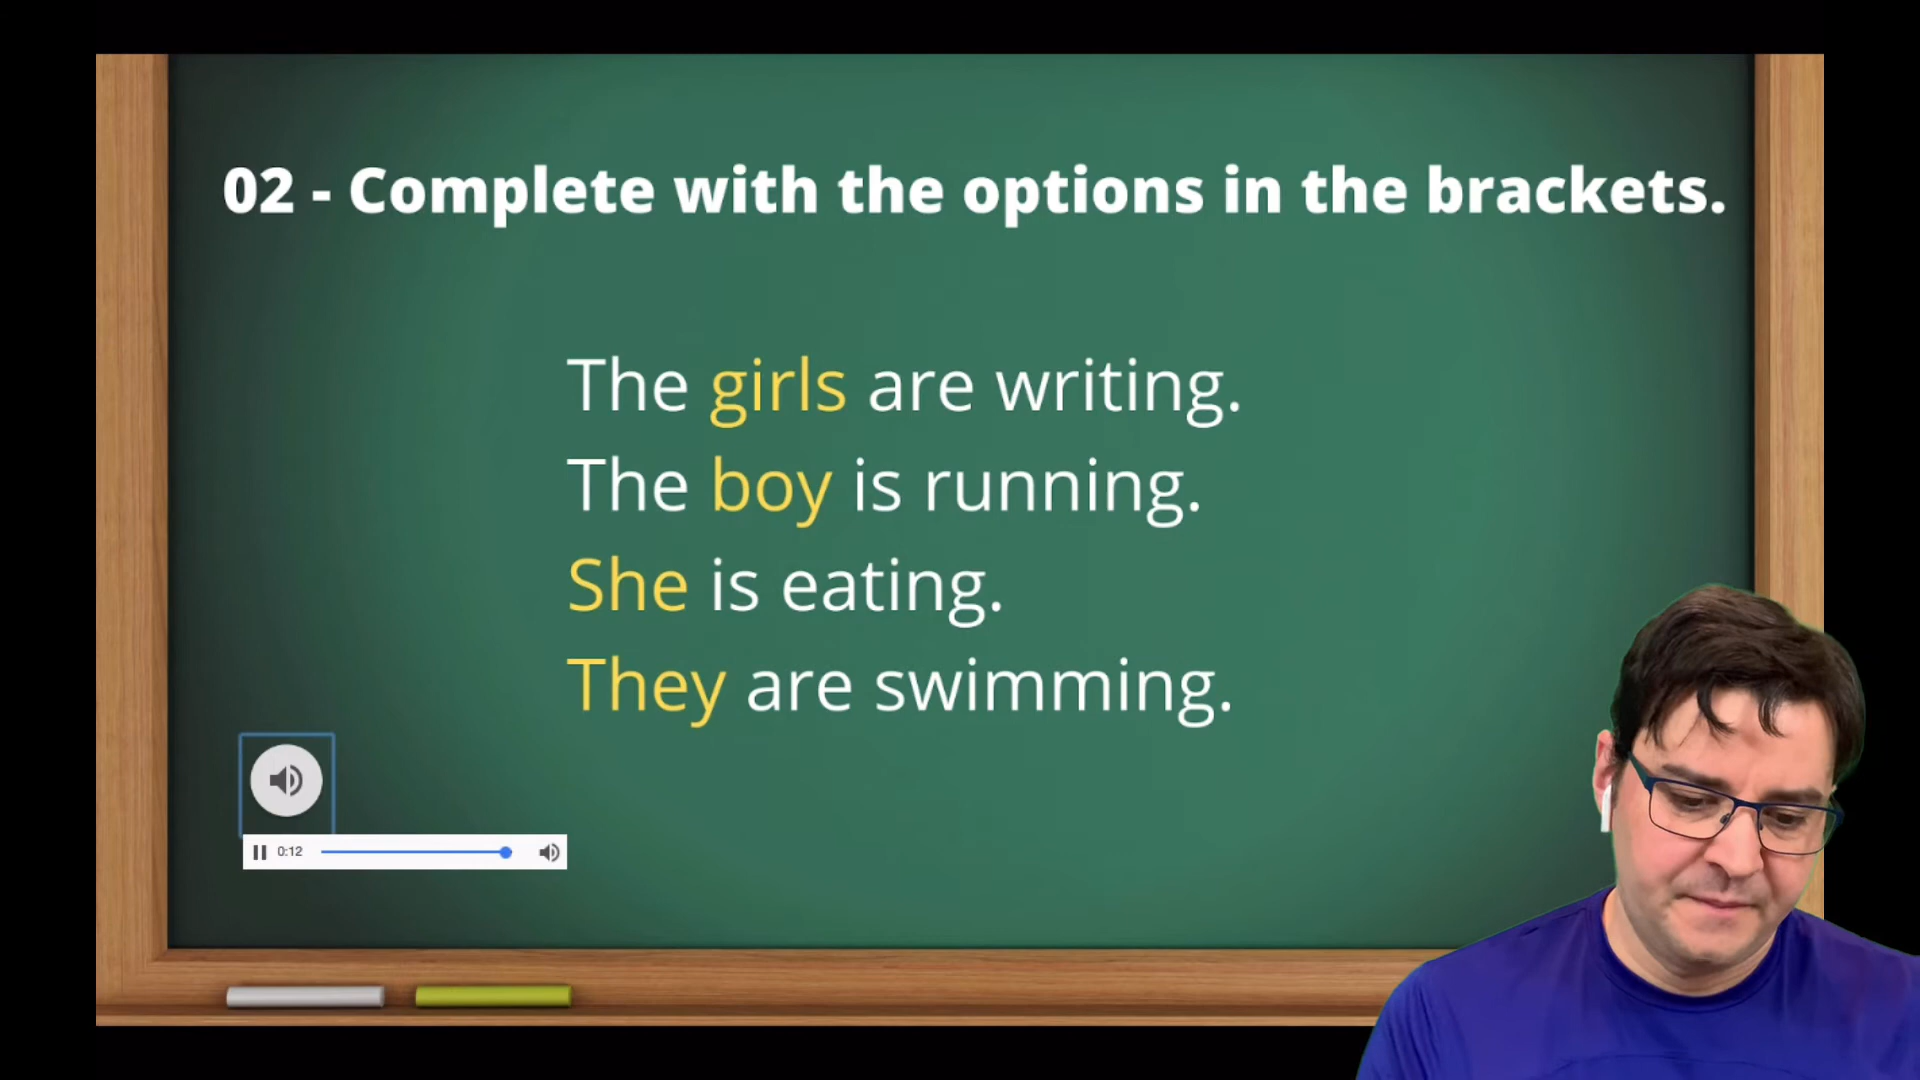 02 - Complete with the options in the brackets.
The girls are writing.
The boy is running.
She is eating.
They are swimming.
0:12